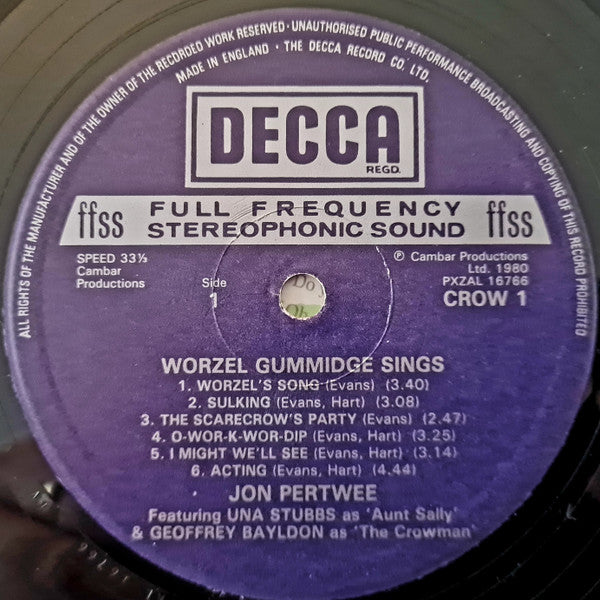 ALL RIGHTS OF THE MANUFACTURER AND OF THE OWNER OF THE RECORDED WORK RESERVED · UNAUTHORISED PUBLIC PERFORMANCE BROADCASTING AND COPYING OF THIS RECORD PROHIBITED
MADE IN ENGLAND · THE DECCA RECORD CO. LTD.
DECCA
REGD.
ffss FULL FREQUENCY ffss
STEREOPHONIC SOUND
SPEED 33⅓
Cambar
Productions
Side
1
℗ Cambar Productions
Ltd. 1980
PXZAL 16766
CROW 1
Do
WORZEL GUMMIDGE SINGS
1. WORZEL'S SONG (Evans) (3.40)
2. SULKING (Evans, Hart) (3.08)
3. THE SCARECROW'S PARTY (Evans) (2.47)
4. O-WOR-K-WOR-DIP (Evans, Hart) (3.25)
5. I MIGHT WE'LL SEE (Evans, Hart) (3.14)
6. ACTING (Evans, Hart) (4.44)
JON PERTWEE
Featuring UNA STUBBS as 'Aunt Sally'
& GEOFFREY BAYLDON as 'The Crowman'